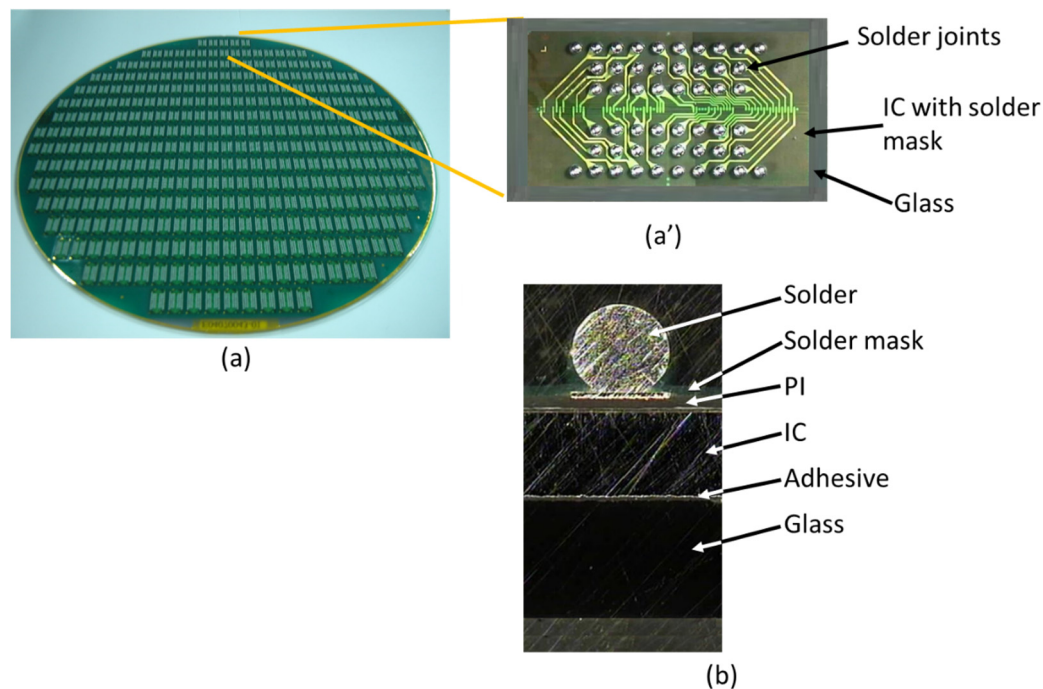 Solder joints
IC with solder
mask
Glass
(a')
(a)
Solder
Solder mask
PI
IC
Adhesive
Glass
(b)